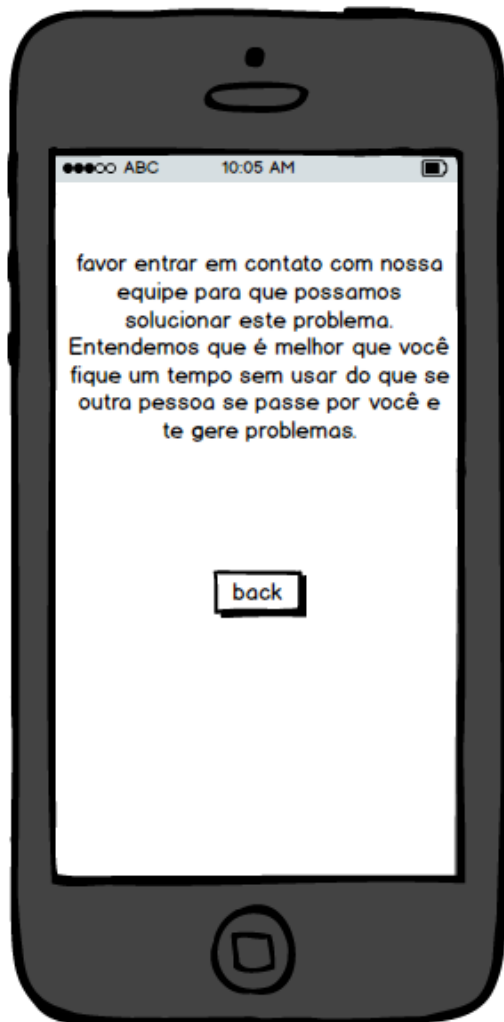 ABC 10:05 AM
favor entrar em contato com nossa
equipe para que possamos
solucionar este problema.
Entendemos que é melhor que você
fique um tempo sem usar do que se
outra pessoa se passe por você e
te gere problemas.
back